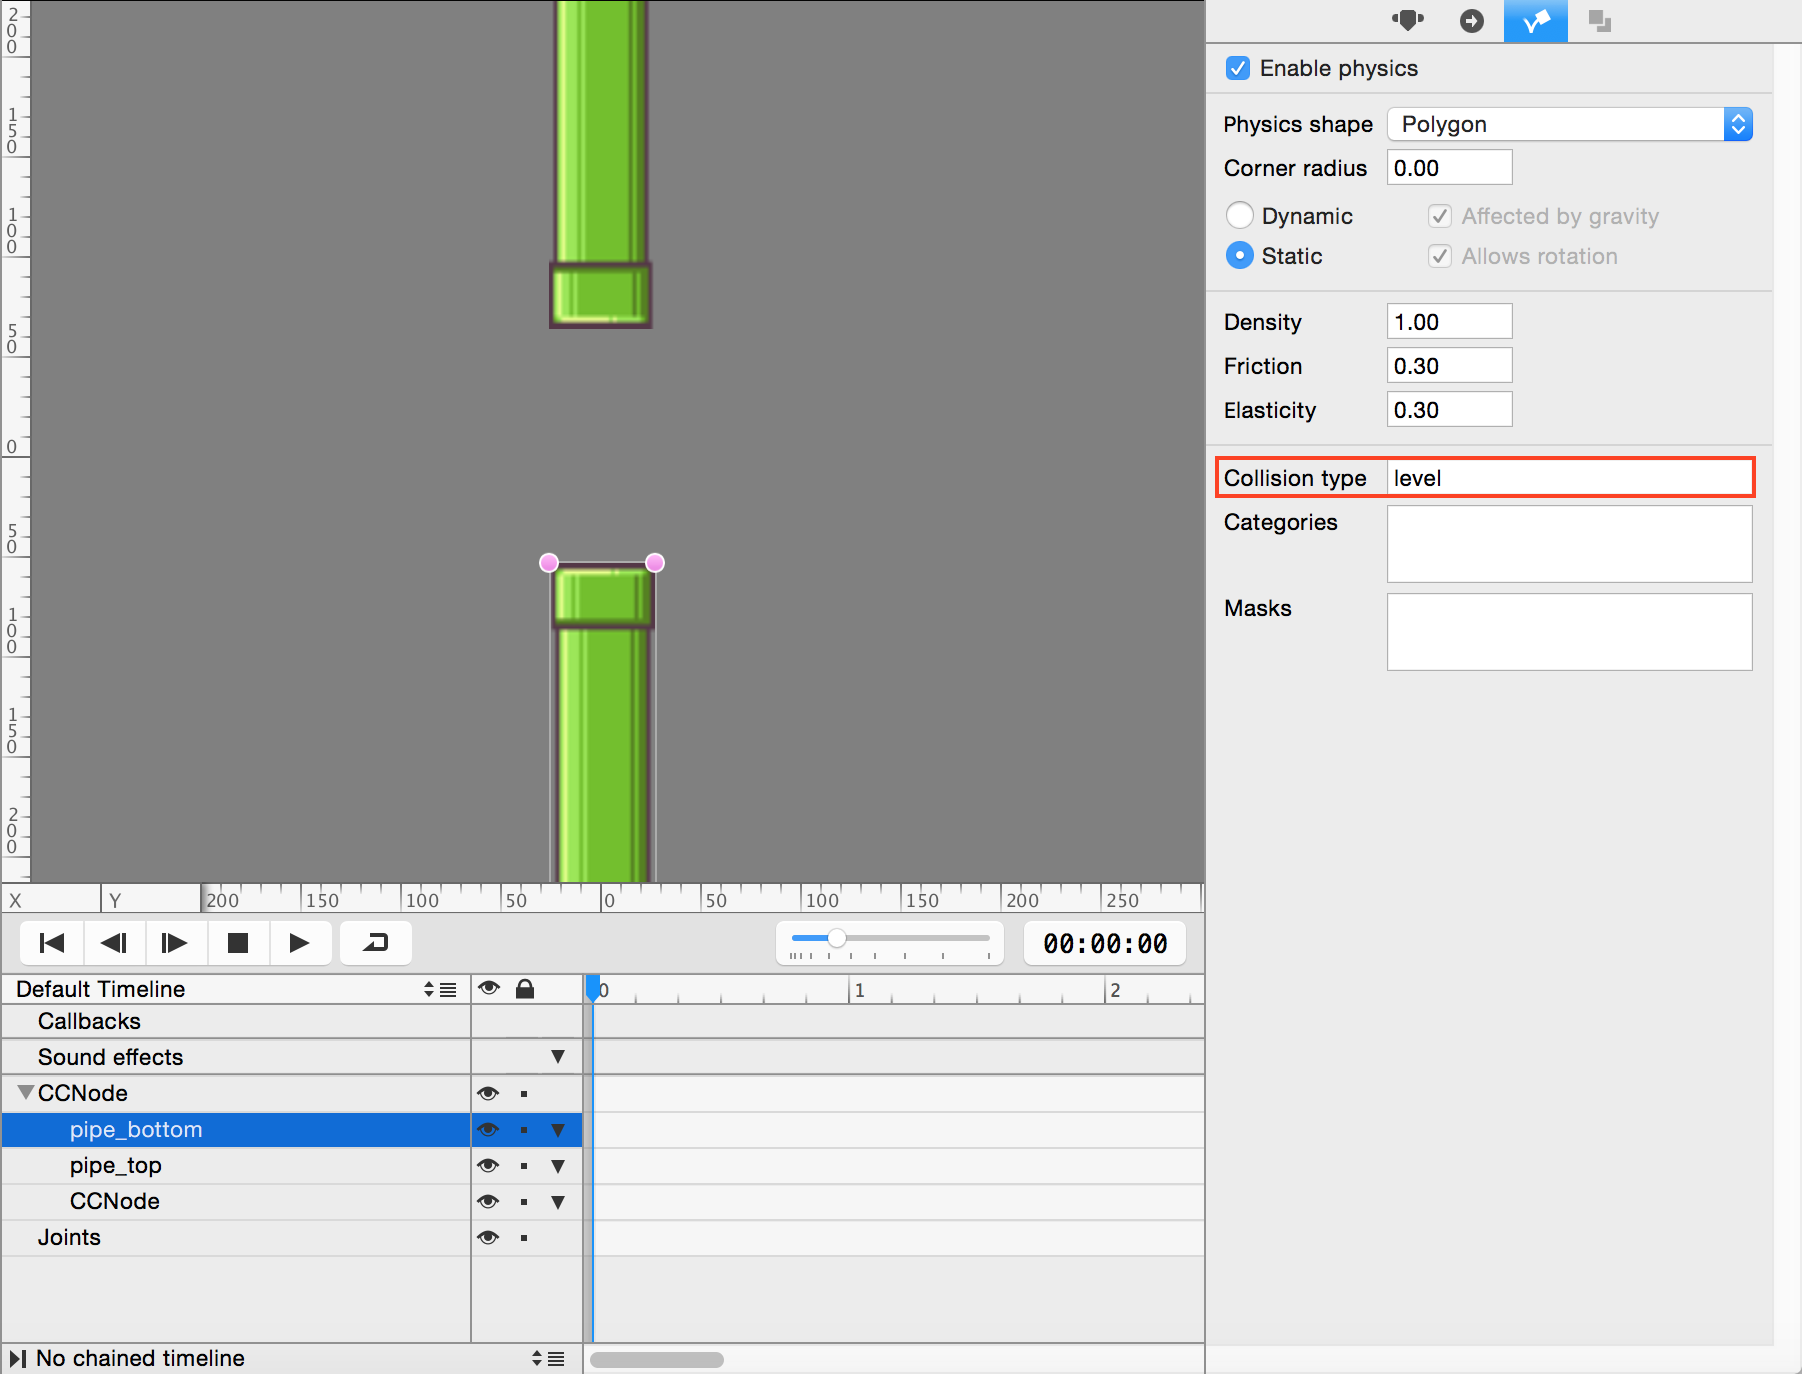 Enable physics
Physics shape Polygon
Corner radius 0.00
Dynamic Affected by gravity
Static Allows rotation
Density 1.00
Friction 0.30
Elasticity 0.30
Collision type level
Categories
Masks
200
150
100
50
0
50
100
150
200
X Y 200 150 100 50 0 50 100 150 200 250
00:00:00
Default Timeline 0 1 2
Callbacks
Sound effects
CCNode
pipe_bottom
pipe_top
CCNode
Joints
No chained timeline